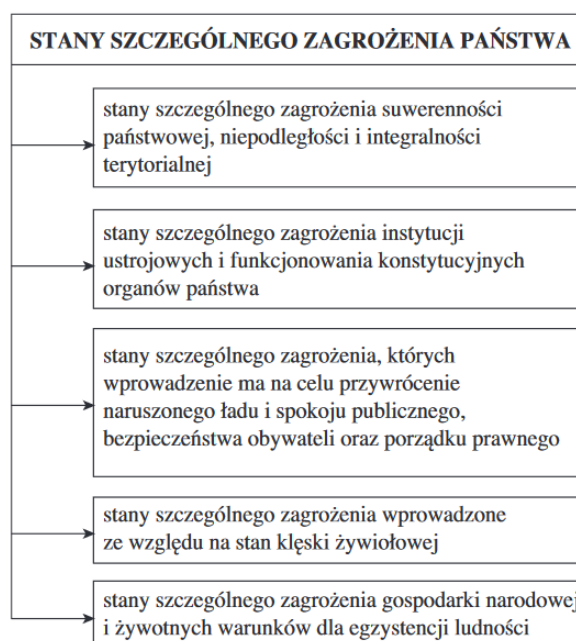 STANY SZCZEGÓLNEGO ZAGROŻENIA PAŃSTWA
stany szczególnego zagrożenia suwerenności
państwowej, niepodległości i integralności
terytorialnej
stany szczególnego zagrożenia instytucji
ustrojowych i funkcjonowania konstytucyjnych
organów państwa
stany szczególnego zagrożenia, których
wprowadzenie ma na celu przywrócenie
naruszonego ładu i spokoju publicznego,
bezpieczeństwa obywateli oraz porządku prawnego
stany szczególnego zagrożenia wprowadzone
ze względu na stan klęski żywiołowej
stany szczególnego zagrożenia gospodarki narodowej
i żywotnych warunków dla egzystencji ludności